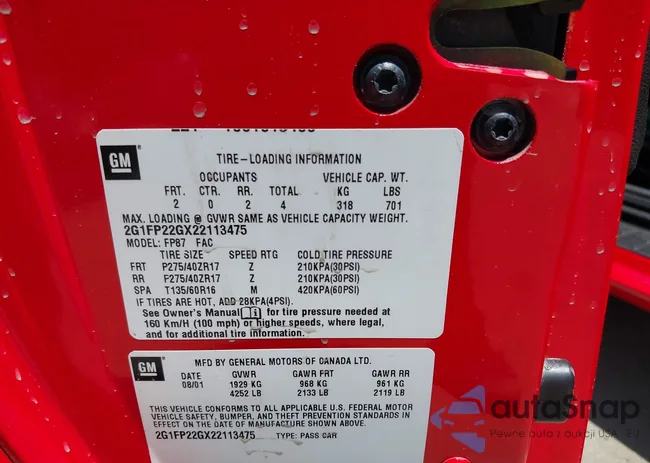 GM
TIRE-LOADING INFORMATION
OCCUPANTS VEHICLE CAP. WT.
FRT. CTR. RR. TOTAL KG LBS
2 0 2 4 318 701
MAX. LOADING @ GVWR SAME AS VEHICLE CAPACITY WEIGHT.
2G1FP22GX22113475
MODEL: FP87 FAC
TIRE SIZE SPEED RTG COLD TIRE PRESSURE
FRT P275/40ZR17 Z 210KPA(30PSI)
RR P275/40ZR17 Z 210KPA(30PSI)
SPA T135/60R16 M 420KPA(60PSI)
IF TIRES ARE HOT, ADD 28KPA(4PSI).
See Owner's Manual i for tire pressure needed at
160 Km/H (100 mph) or higher speeds, where legal,
and for additional tire information.
GM
MFD BY GENERAL MOTORS OF CANADA LTD.
DATE GVWR GAWR FRT GAWR RR
08/01 1929 KG 968 KG 961 KG
4252 LB 2133 LB 2119 LB
THIS VEHICLE CONFORMS TO ALL APPLICABLE U.S. FEDERAL MOTOR
VEHICLE SAFETY, BUMPER, AND THEFT PREVENTION STANDARDS IN
EFFECT ON THE DATE OF MANUFACTURE SHOWN ABOVE.
2G1FP22GX22113475 TYPE: PASS CAR
autoSnap
Pewne auta z aukcji USA, EU